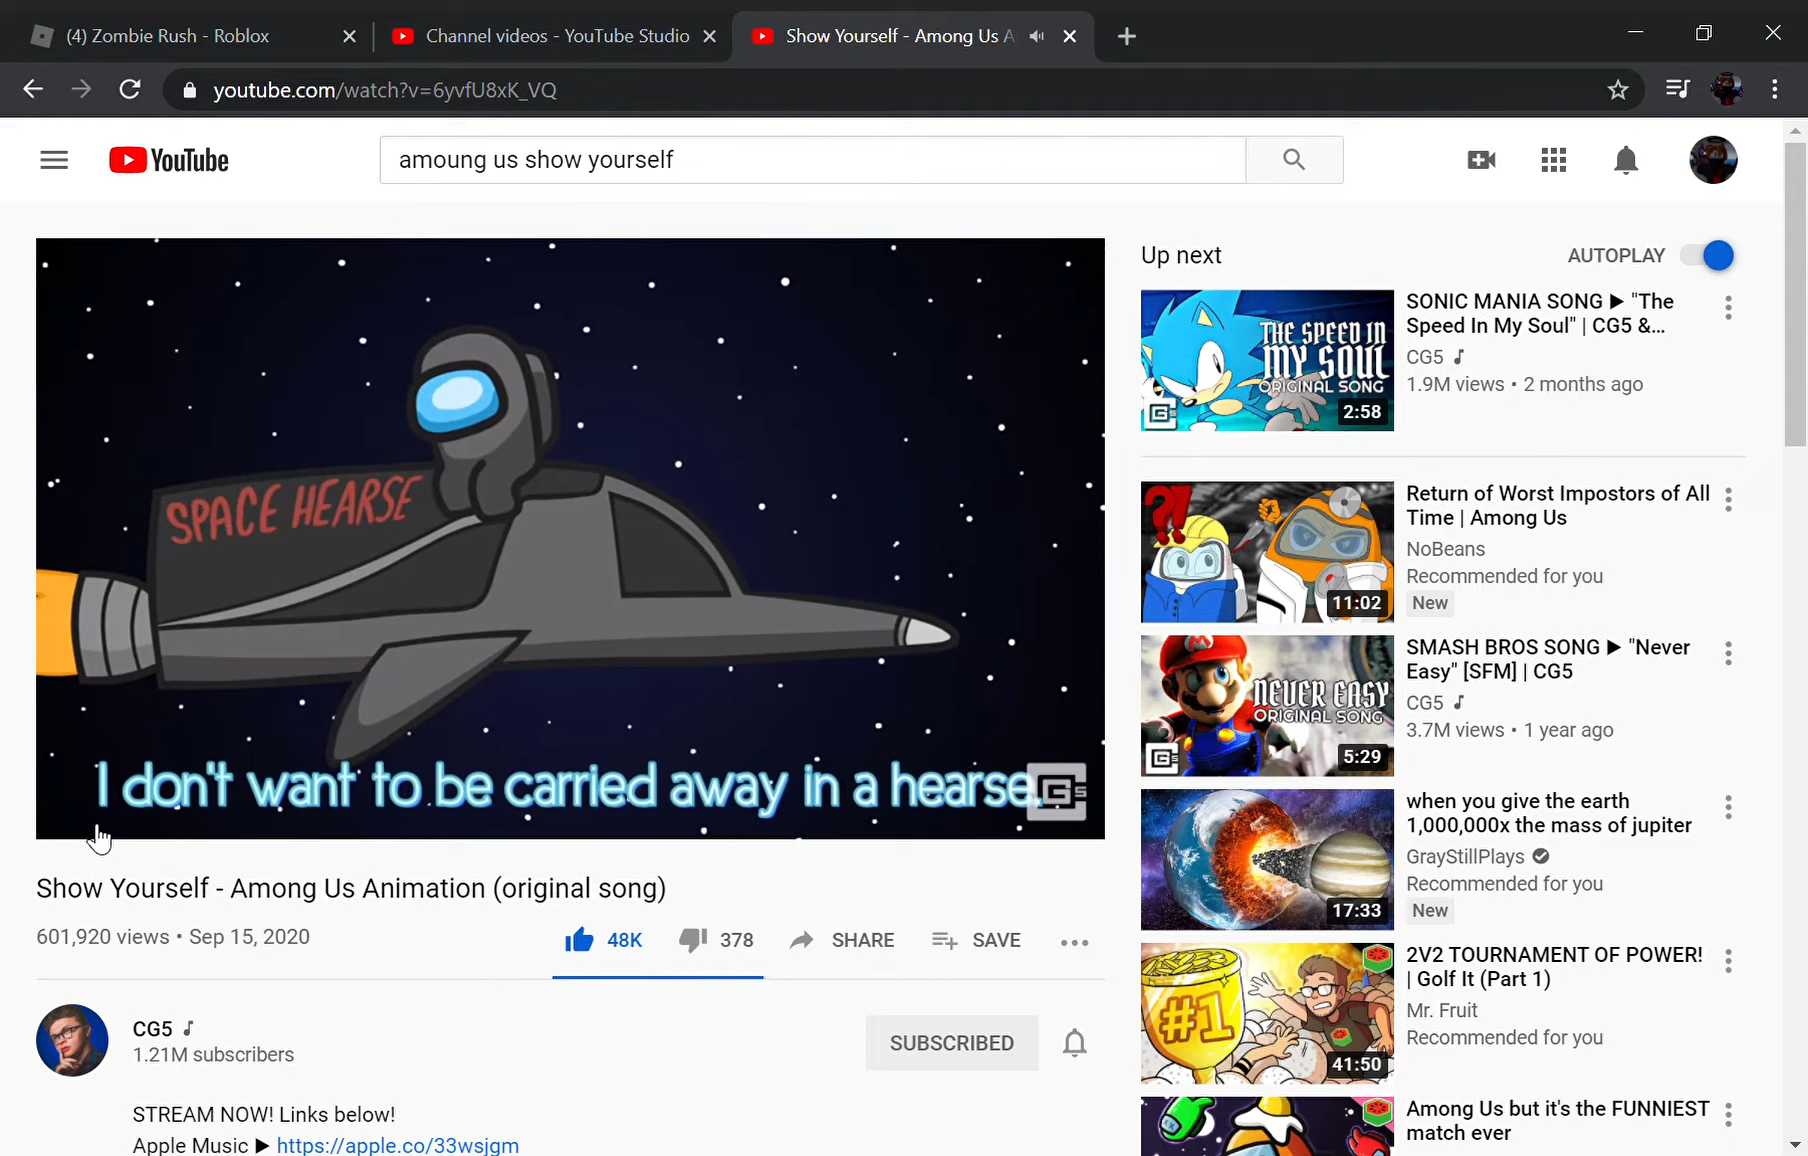 (4) Zombie Rush - Roblox
Channel videos - YouTube Studio
Show Yourself - Among Us A
youtube.com/watch?v=6yvfU8xK_VQ
YouTube
amoung us show yourself
SPACE HEARSE
I don't want to be carried away in a hearse.
Show Yourself - Among Us Animation (original song)
601,920 views • Sep 15, 2020
48K
378
SHARE
SAVE
CG5
1.21M subscribers
SUBSCRIBED
STREAM NOW! Links below!
Apple Music ▶ https://apple.co/33wsjgm
Up next
AUTOPLAY
THE SPEED IN
MY SOUL
ORIGINAL SONG
2:58
SONIC MANIA SONG ▶ "The
Speed In My Soul" | CG5 &...
CG5
1.9M views • 2 months ago
?!
11:02
Return of Worst Impostors of All
Time | Among Us
NoBeans
Recommended for you
New
NEVER EASY
ORIGINAL SONG
5:29
SMASH BROS SONG ▶ "Never
Easy" [SFM] | CG5
CG5
3.7M views • 1 year ago
17:33
when you give the earth
1,000,000x the mass of jupiter
GrayStillPlays
Recommended for you
New
#1
41:50
2V2 TOURNAMENT OF POWER!
| Golf It (Part 1)
Mr. Fruit
Recommended for you
Among Us but it's the FUNNIEST
match ever